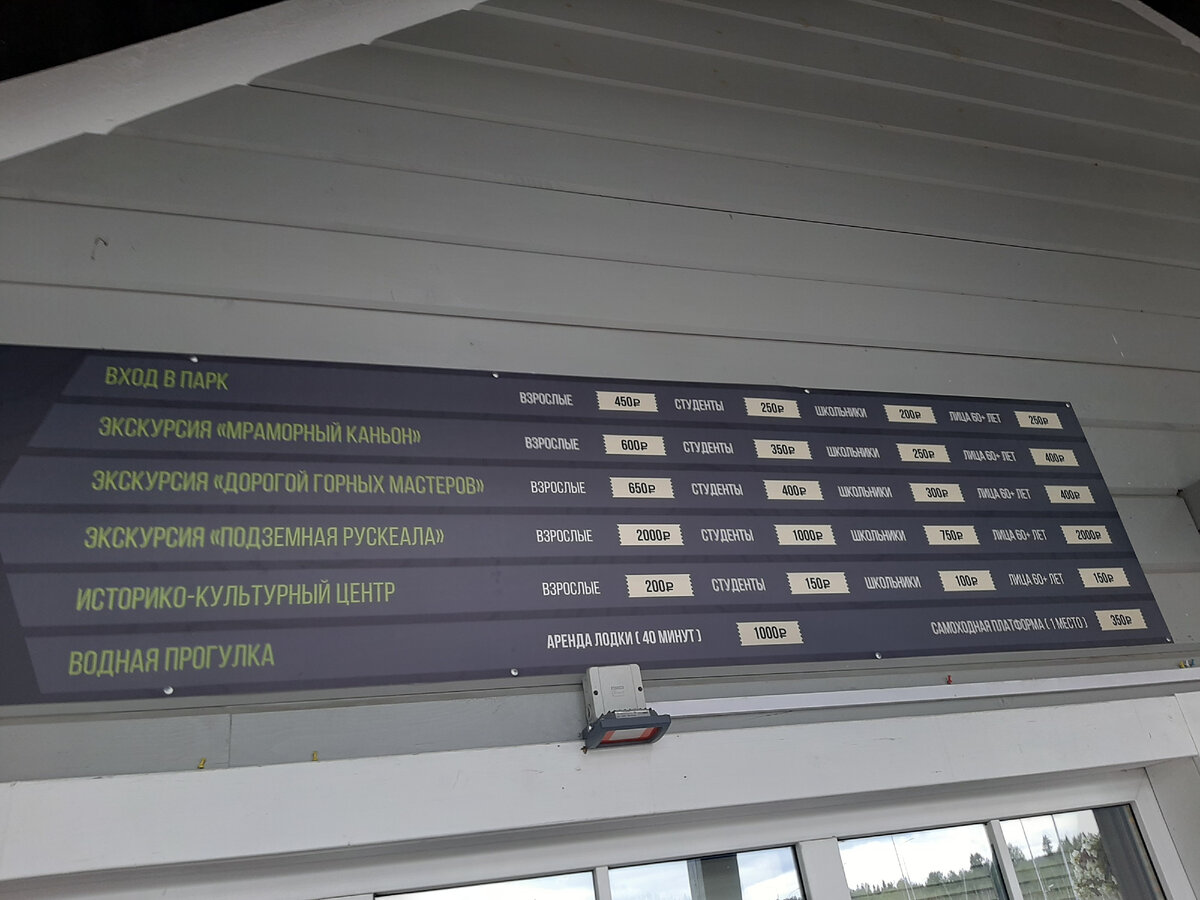 ВХОД В ПАРК ВЗРОСЛЫЕ 450₽ СТУДЕНТЫ 250₽ ШКОЛЬНИКИ 200₽ ЛИЦА 60+ ЛЕТ 250₽
ЭКСКУРСИЯ «МРАМОРНЫЙ КАНЬОН» ВЗРОСЛЫЕ 600₽ СТУДЕНТЫ 350₽ ШКОЛЬНИКИ 250₽ ЛИЦА 60+ ЛЕТ 400₽
ЭКСКУРСИЯ «ДОРОГОЙ ГОРНЫХ МАСТЕРОВ» ВЗРОСЛЫЕ 650₽ СТУДЕНТЫ 400₽ ШКОЛЬНИКИ 300₽ ЛИЦА 60+ ЛЕТ 400₽
ЭКСКУРСИЯ «ПОДЗЕМНАЯ РУСКЕАЛА» ВЗРОСЛЫЕ 2000₽ СТУДЕНТЫ 1000₽ ШКОЛЬНИКИ 750₽ ЛИЦА 60+ ЛЕТ 2000₽
ИСТОРИКО-КУЛЬТУРНЫЙ ЦЕНТР ВЗРОСЛЫЕ 200₽ СТУДЕНТЫ 150₽ ШКОЛЬНИКИ 100₽ ЛИЦА 60+ ЛЕТ 150₽
ВОДНАЯ ПРОГУЛКА АРЕНДА ЛОДКИ ( 40 МИНУТ ) 1000₽ САМОХОДНАЯ ПЛАТФОРМА ( 1 МЕСТО ) 350₽